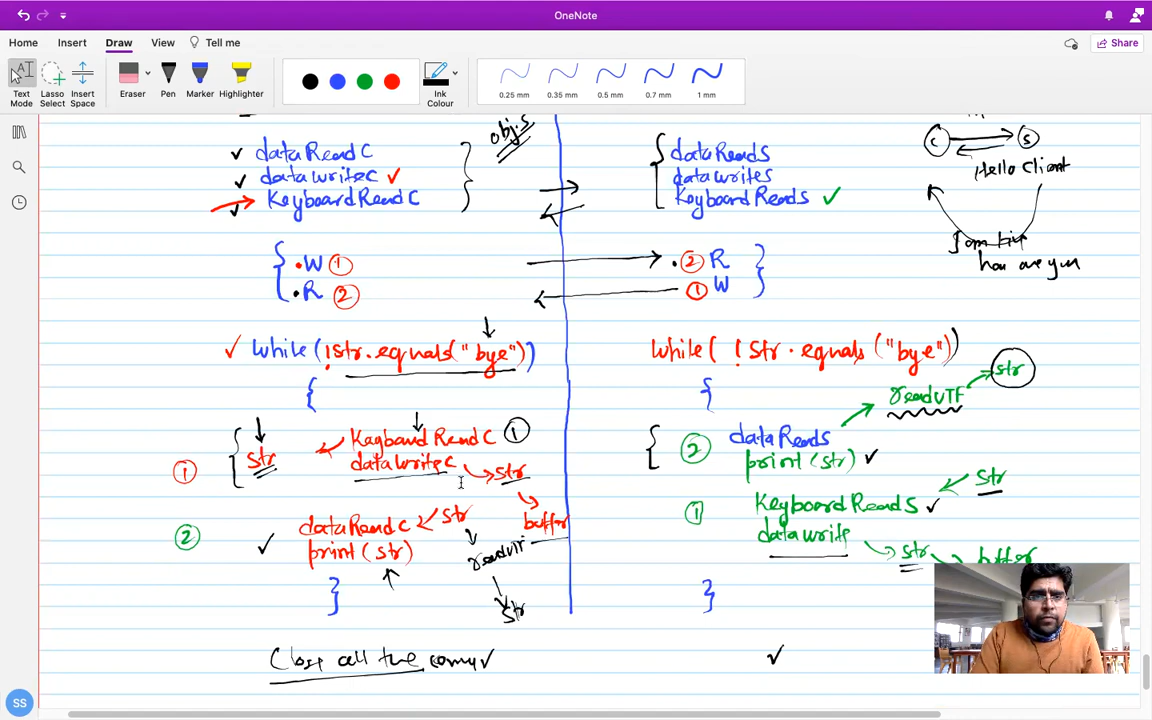 OneNote
Home Insert Draw View Tell me
Share
Text Mode
Lasso Select
Insert Space
Eraser
Pen
Marker
Highlighter
Ink Colour
0.25 mm
0.35 mm
0.5 mm
0.7 mm
1 mm
objs
dataReadC
datawriteC
KeyboardReadC
dataReadS
datawriteS
KeyboardReadS
C
S
Hello Client
how are you
W ①
R ②
② R
① W
while(!str.equals("bye"))
{
while( !str.equals("bye")
{
readUTF
str
① str
KeyboardReadC ①
datawriteC
str
buffer
② dataReadC
str
print(str)
readUTF
str
}
② dataReadS
print(str)
① KeyboardReadS
str
datawrite
str
buffer
}
Close all the
SS